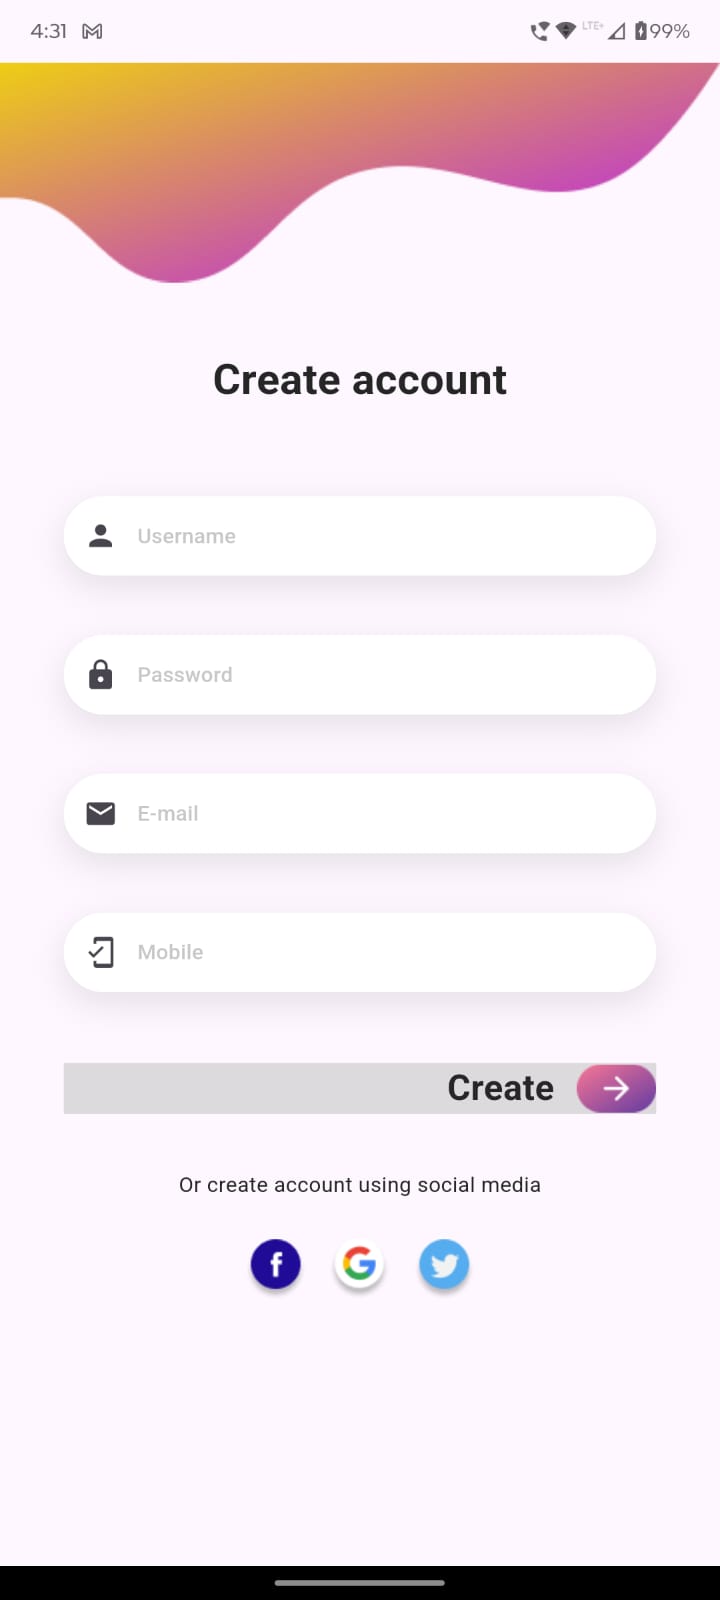 4:31 LTE+ 99%
Create account
Username
Password
E-mail
Mobile
Create
Or create account using social media